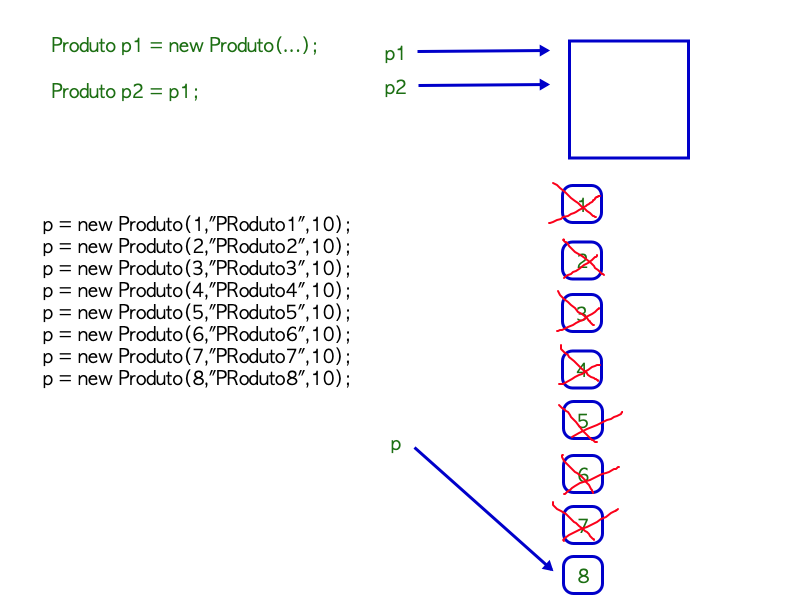 Produto p1 = new Produto(...);
p1
p2
Produto p2 = p1;
1
p = new Produto(1,"PRoduto1",10);
p = new Produto(2,"PRoduto2",10);
p = new Produto(3,"PRoduto3",10);
p = new Produto(4,"PRoduto4",10);
p = new Produto(5,"PRoduto5",10);
p = new Produto(6,"PRoduto6",10);
p = new Produto(7,"PRoduto7",10);
p = new Produto(8,"PRoduto8",10);
2
3
4
5
p
6
7
8